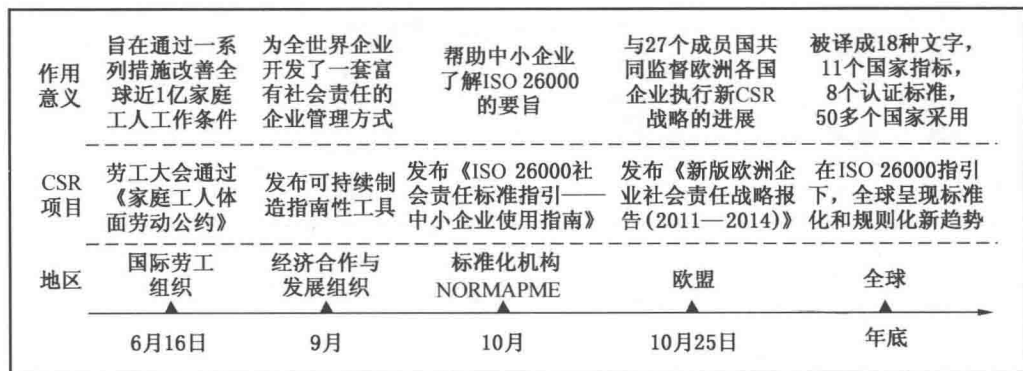 作用
意义
旨在通过一系
列措施改善全
球近1亿家庭
工人工作条件
为全世界企业
开发了一套富
有社会责任的
企业管理方式
帮助中小企业
了解ISO 26000
的要旨
与27个成员国共
同监督欧洲各国
企业执行新CSR
战略的进展
被译成18种文字，
11个国家指标，
8个认证标准，
50多个国家采用
CSR
项目
劳工大会通过
《家庭工人体
面劳动公约》
发布可持续制
造指南性工具
发布《ISO 26000社
会责任标准指引——
中小企业使用指南》
发布《新版欧洲企
业社会责任战略报
告(2011—2014)》
在ISO 26000指引
下，全球呈现标准
化和规则化新趋势
地区
国际劳工
组织
经济合作与
发展组织
标准化机构
NORMAPME
欧盟
全球
6月16日
9月
10月
10月25日
年底